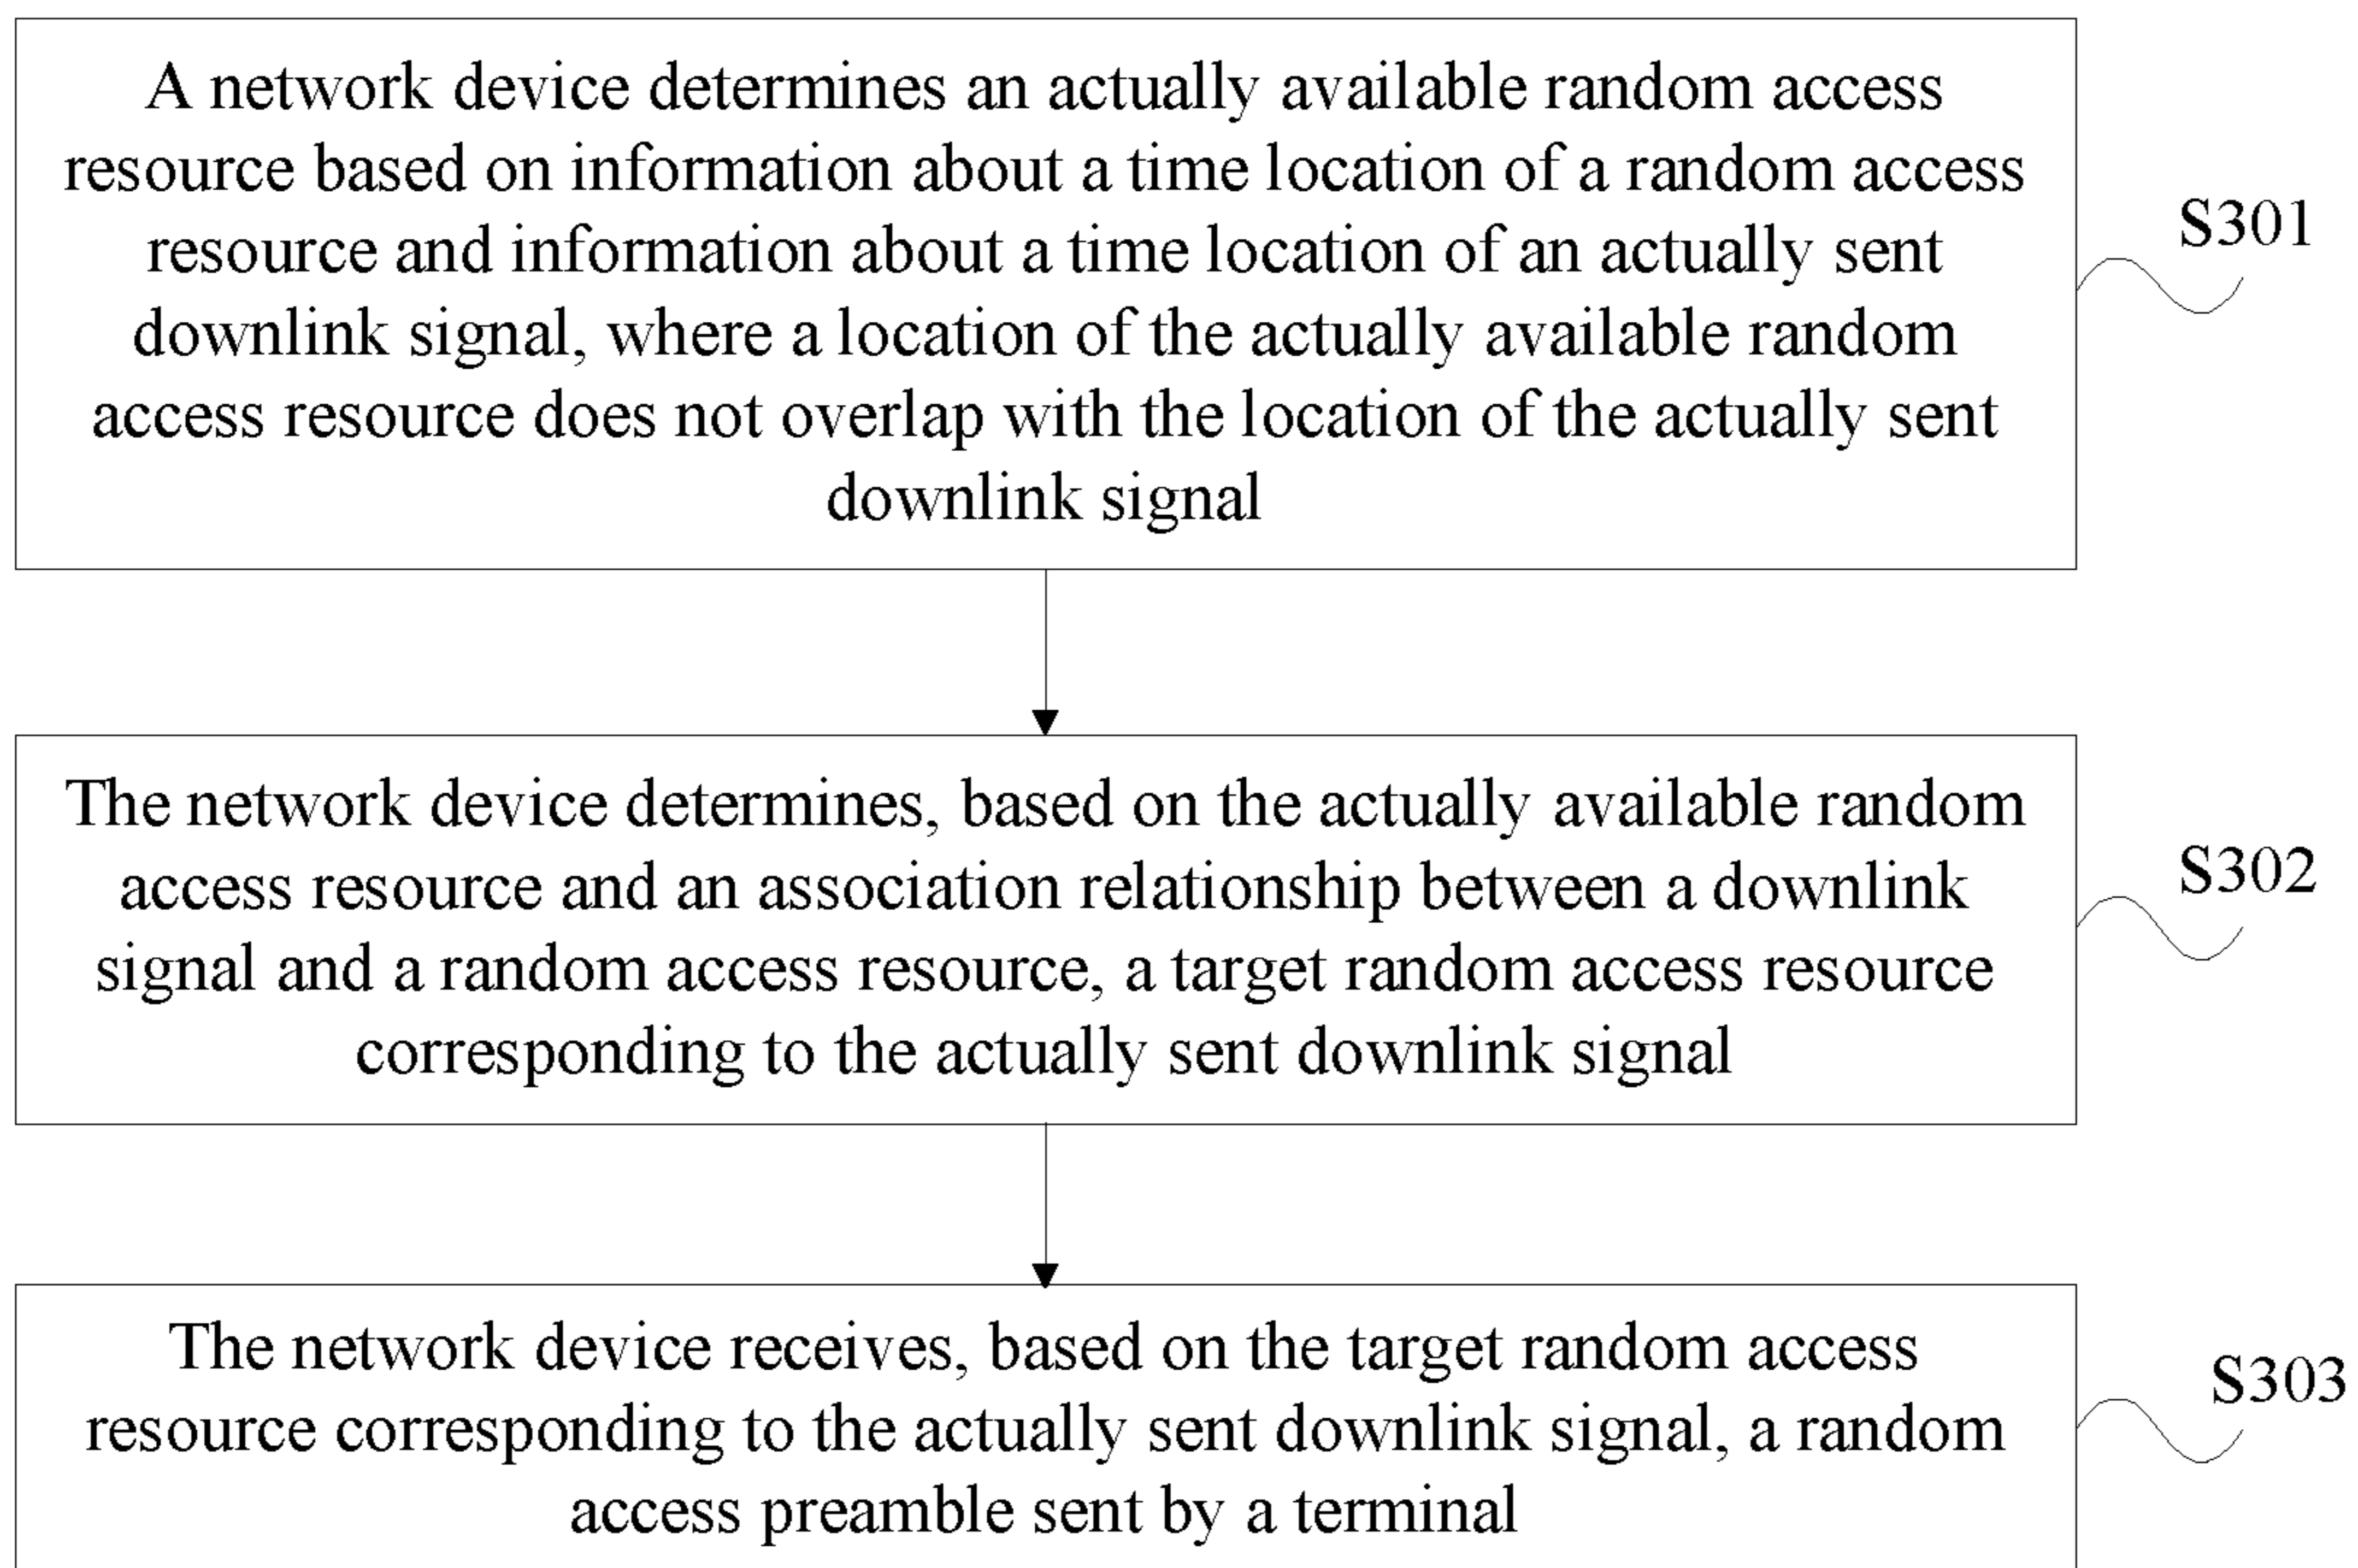 A network device determines an actually available random access
resource based on information about a time location of a random access
resource and information about a time location of an actually sent
downlink signal, where a location of the actually available random
access resource does not overlap with the location of the actually sent
downlink signal
S301
The network device determines, based on the actually available random
access resource and an association relationship between a downlink
signal and a random access resource, a target random access resource
corresponding to the actually sent downlink signal
S302
The network device receives, based on the target random access
resource corresponding to the actually sent downlink signal, a random
access preamble sent by a terminal
S303